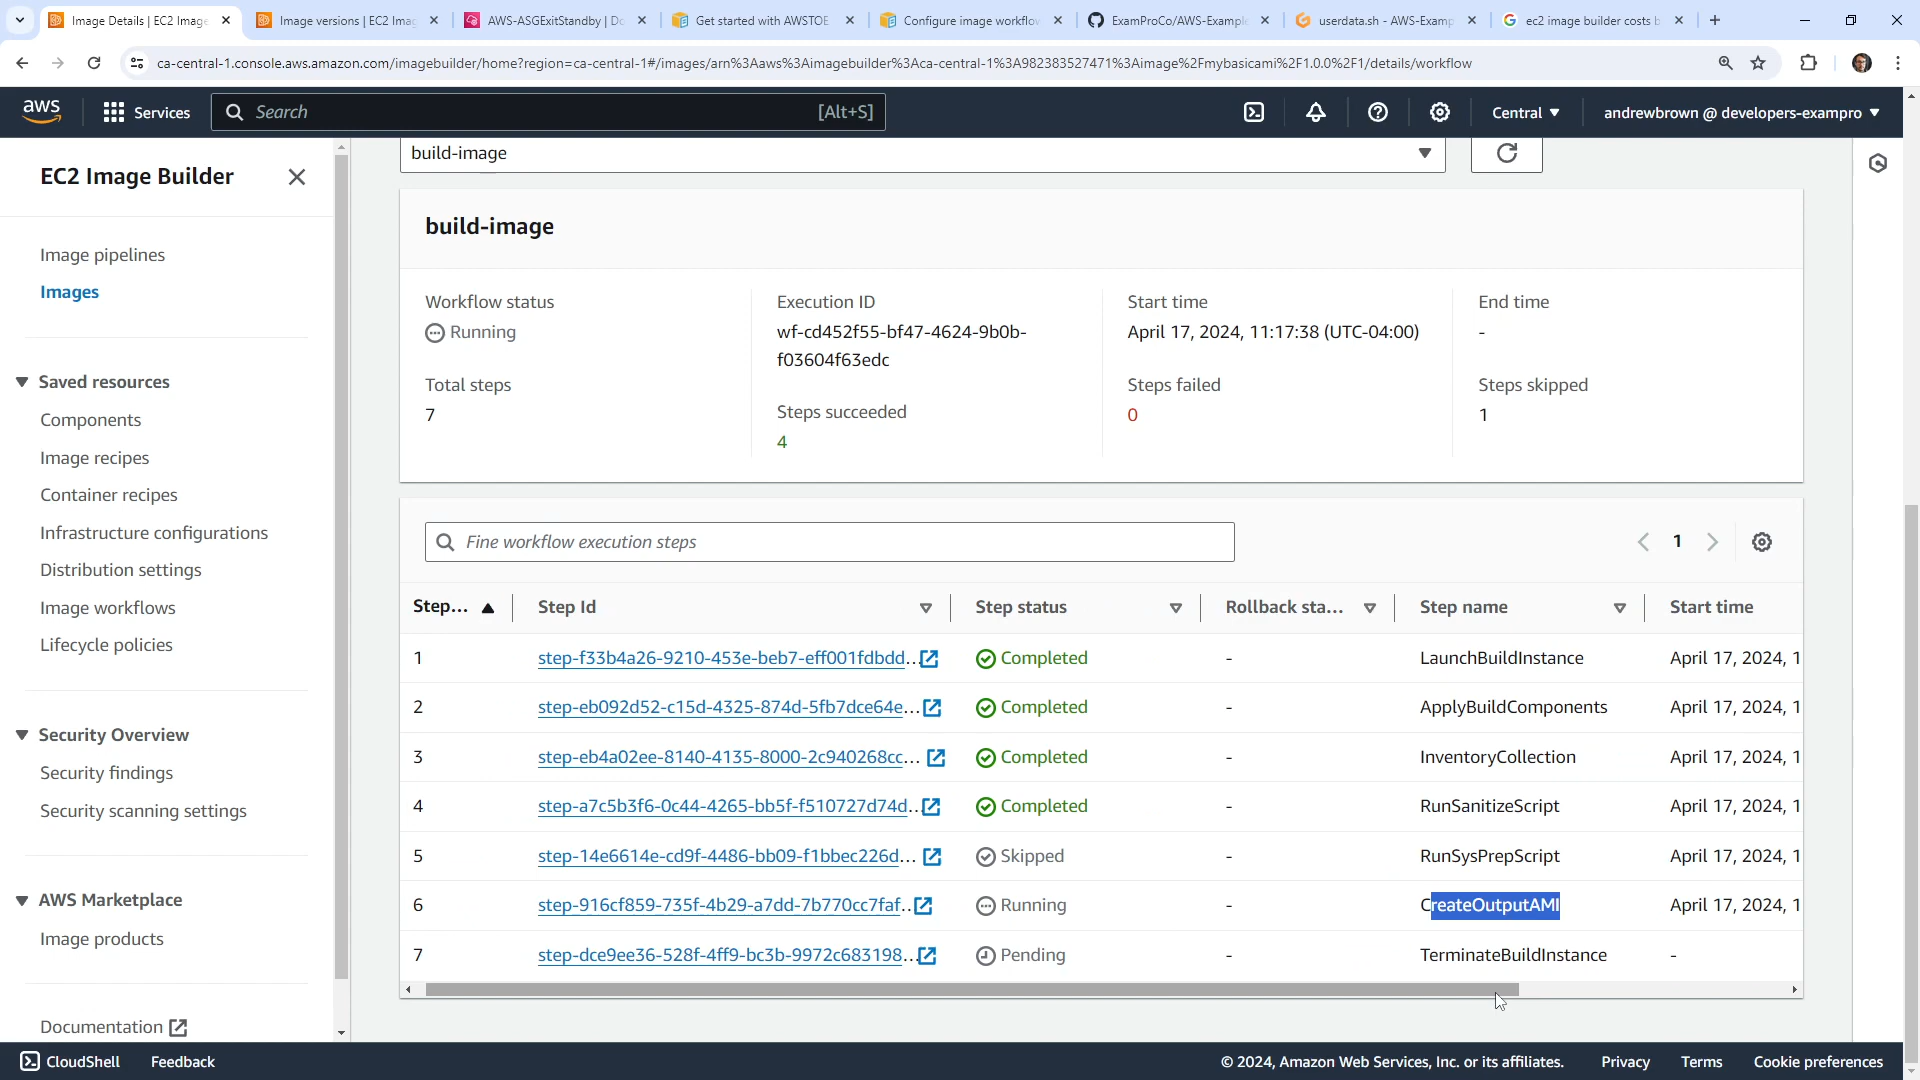 Image Details | EC2 Image
Image versions | EC2 Imag
AWS-ASGExitStandby | Do
Get started with AWSTOE
Configure image workflow
ExamProCo/AWS-Example
userdata.sh - AWS-Examp
ec2 image builder costs b
ca-central-1.console.aws.amazon.com/imagebuilder/home?region=ca-central-1#/images/arn%3Aaws%3Aimagebuilder%3Aca-central-1%3A982383527471%3Aimage%2Fmybasicami%2F1.0.0%2F1/details/workflow
aws
Services
Search
[Alt+S]
Central
andrewbrown @ developers-exampro
EC2 Image Builder
Image pipelines
Images
Saved resources
Components
Image recipes
Container recipes
Infrastructure configurations
Distribution settings
Image workflows
Lifecycle policies
Security Overview
Security findings
Security scanning settings
AWS Marketplace
Image products
Documentation
build-image
build-image
Workflow status
Running
Execution ID
wf-cd452f55-bf47-4624-9b0b-
f03604f63edc
Start time
April 17, 2024, 11:17:38 (UTC-04:00)
End time
-
Total steps
7
Steps succeeded
4
Steps failed
0
Steps skipped
1
Fine workflow execution steps
1
Step... Step Id Step status Rollback sta... Step name Start time
1 step-f33b4a26-9210-453e-beb7-eff001fdbdd... Completed - LaunchBuildInstance April 17, 2024, 1
2 step-eb092d52-c15d-4325-874d-5fb7dce64e... Completed - ApplyBuildComponents April 17, 2024, 1
3 step-eb4a02ee-8140-4135-8000-2c940268cc... Completed - InventoryCollection April 17, 2024, 1
4 step-a7c5b3f6-0c44-4265-bb5f-f510727d74d... Completed - RunSanitizeScript April 17, 2024, 1
5 step-14e6614e-cd9f-4486-bb09-f1bbec226d... Skipped - RunSysPrepScript April 17, 2024, 1
6 step-916cf859-735f-4b29-a7dd-7b770cc7faf... Running - CreateOutputAMI April 17, 2024, 1
7 step-dce9ee36-528f-4ff9-bc3b-9972c683198... Pending - TerminateBuildInstance -
CloudShell
Feedback
© 2024, Amazon Web Services, Inc. or its affiliates.
Privacy
Terms
Cookie preferences